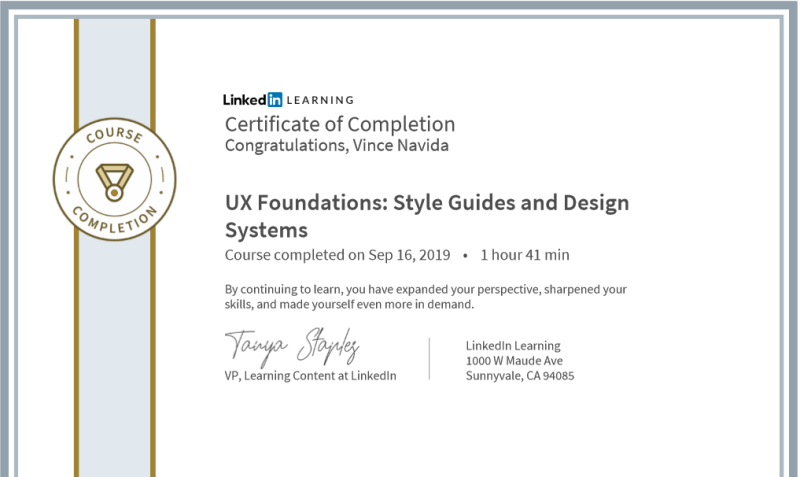 COURSE
COMPLETION
Linked in LEARNING
Certificate of Completion
Congratulations, Vince Navida
UX Foundations: Style Guides and Design
Systems
Course completed on Sep 16, 2019 • 1 hour 41 min
By continuing to learn, you have expanded your perspective, sharpened your
skills, and made yourself even more in demand.
Tanya Staples
VP, Learning Content at LinkedIn
LinkedIn Learning
1000 W Maude Ave
Sunnyvale, CA 94085